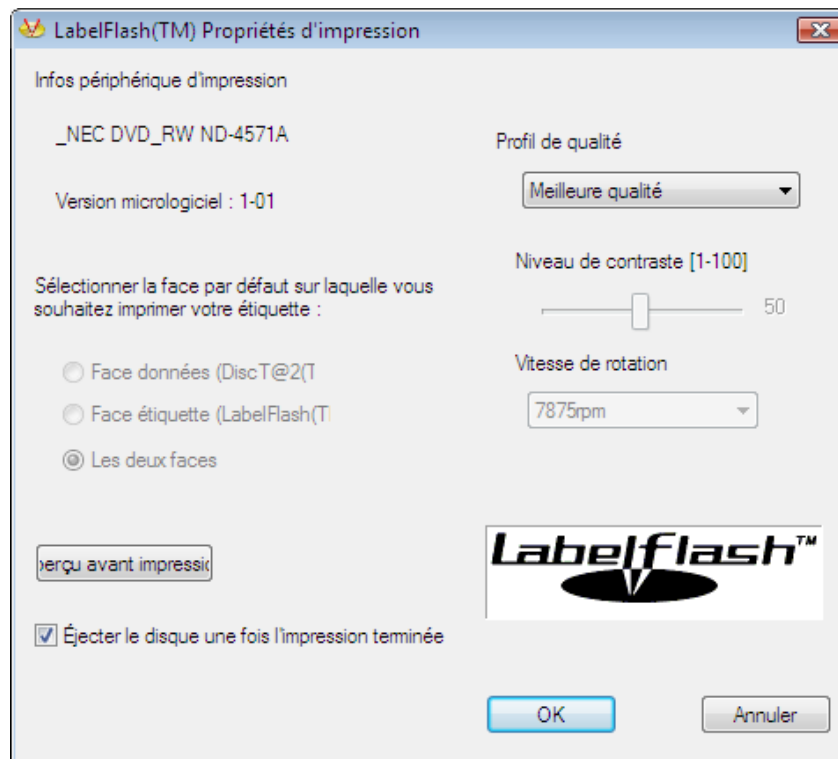 LabelFlash(TM) Propriétés d'impression
Infos périphérique d'impression
_NEC DVD_RW ND-4571A
Version micrologiciel : 1-01
Sélectionner la face par défaut sur laquelle vous
souhaitez imprimer votre étiquette :
Face données (DiscT@2(T
Face étiquette (LabelFlash(T
Les deux faces
perçu avant impressio
Éjecter le disque une fois l'impression terminée
Profil de qualité
Meilleure qualité
Niveau de contraste [1-100]
50
Vitesse de rotation
7875rpm
Labelflash™
OK
Annuler